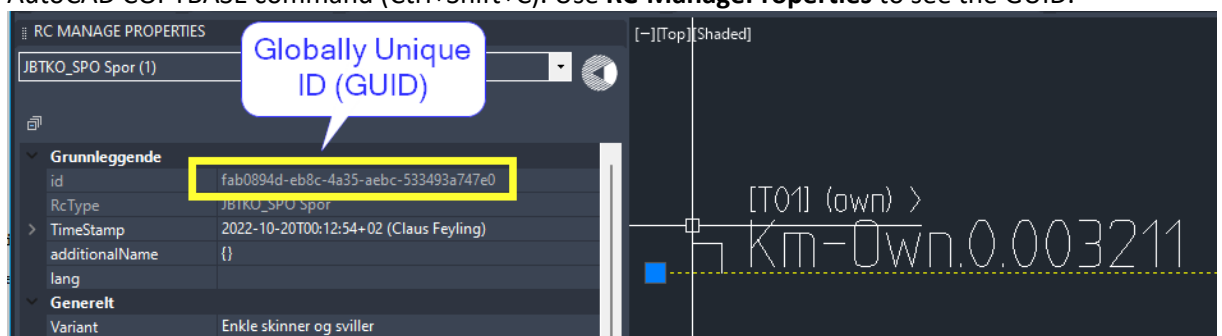 AutoCAD COPYBASE command (Ctrl+Shift+C). Use RC-ManageProperties to see the GUID.
RC MANAGE PROPERTIES
JBTKO_SPO Spor (1)
Globally Unique
ID (GUID)
Grunnleggende
id fab0894d-eb8c-4a35-aebc-533493a747e0
RcType JBTKO_SPO Spor
TimeStamp 2022-10-20T00:12:54+02 (Claus Feyling)
additionalName {}
lang
Generelt
Variant Enkle skinner og sviller
[−][Top][Shaded]
[T01] (own) >
Km-Own.0.003211